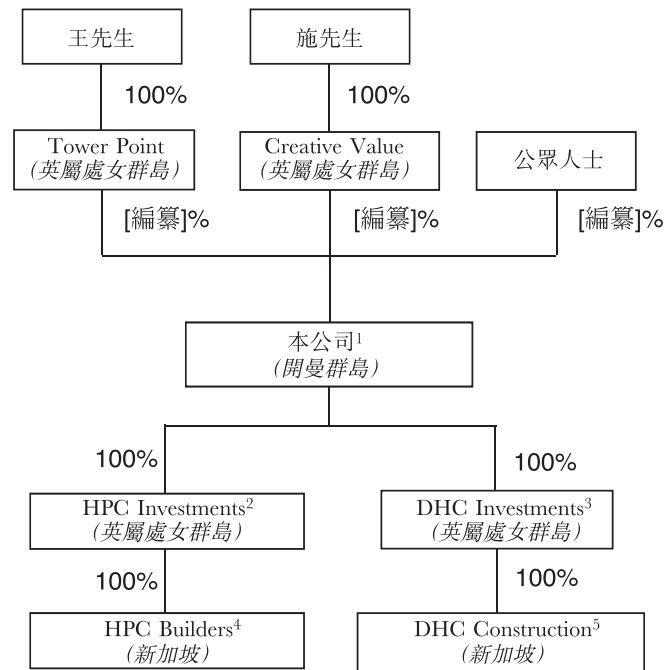 王先生
施先生
100%
100%
Tower Point
(英屬處女群島)
Creative Value
(英屬處女群島)
公眾人士
[編纂]%
[編纂]%
[編纂]%
本公司1
(開曼群島)
100%
100%
HPC Investments2
(英屬處女群島)
DHC Investments3
(英屬處女群島)
100%
100%
HPC Builders4
(新加坡)
DHC Construction5
(新加坡)